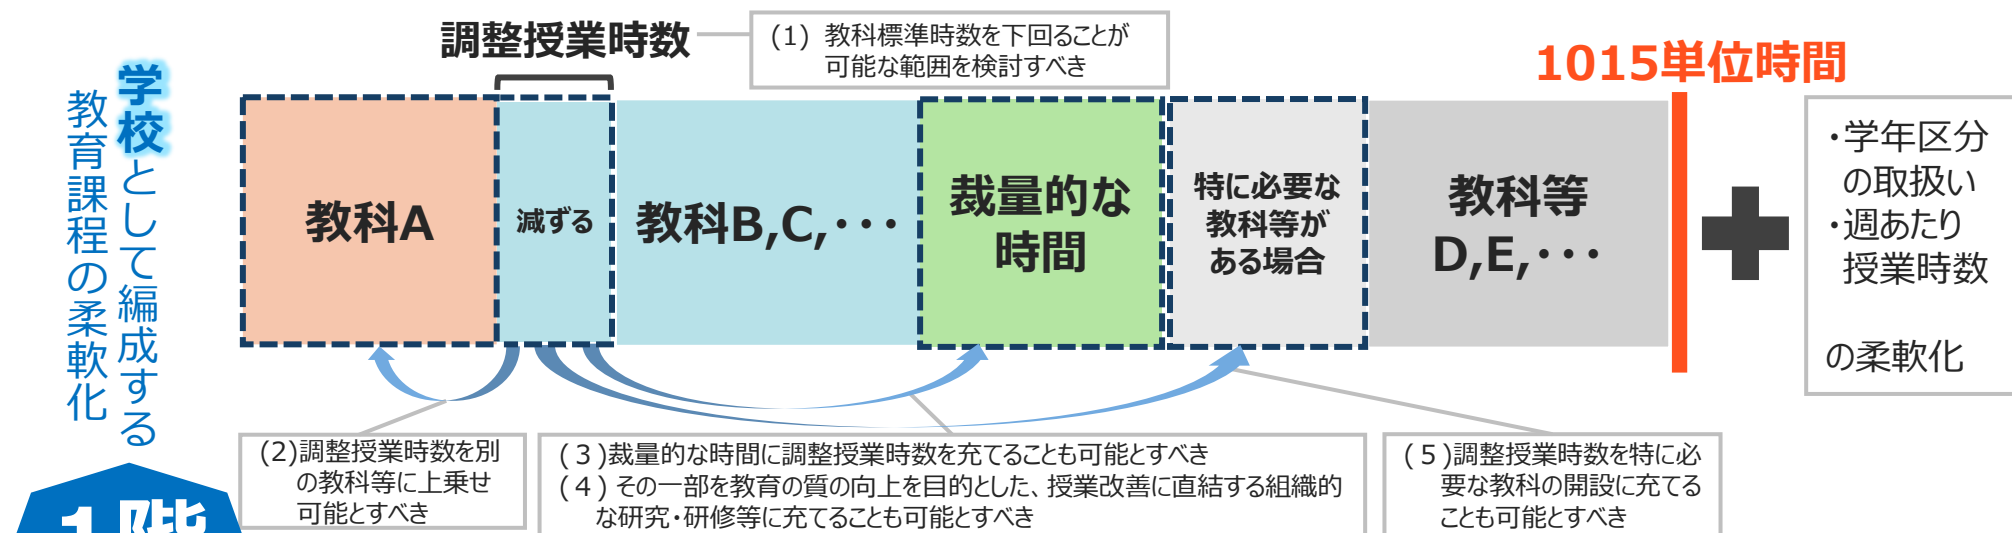 学校として編成する
教育課程の柔軟化
1階
調整授業時数
(1) 教科標準時数を下回ることが
可能な範囲を検討すべき
1015単位時間
教科A
減ずる
教科B,C,・・・
裁量的な
時間
特に必要な
教科等が
ある場合
教科等
D,E,・・・
・学年区分
の取扱い
・週あたり
授業時数
の柔軟化
(2)調整授業時数を別
の教科等に上乗せ
可能とすべき
(3)裁量的な時間に調整授業時数を充てることも可能とすべき
(4) その一部を教育の質の向上を目的とした、授業改善に直結する組織的
な研究・研修等に充てることも可能とすべき
(5)調整授業時数を特に必
要な教科の開設に充てる
ことも可能とすべき